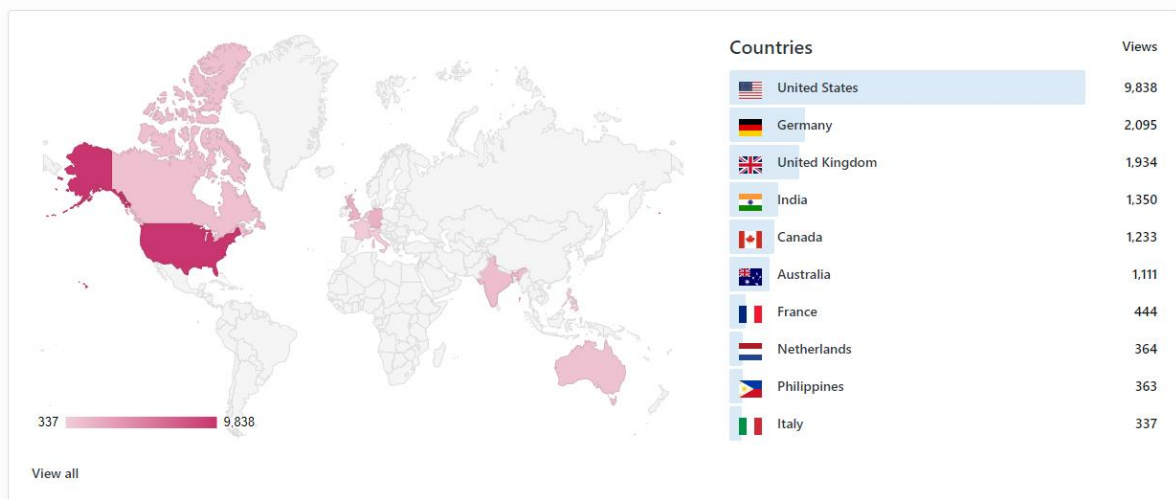 Countries Views
United States 9,838
Germany 2,095
United Kingdom 1,934
India 1,350
Canada 1,233
Australia 1,111
France 444
Netherlands 364
Philippines 363
Italy 337
337 9,838
View all